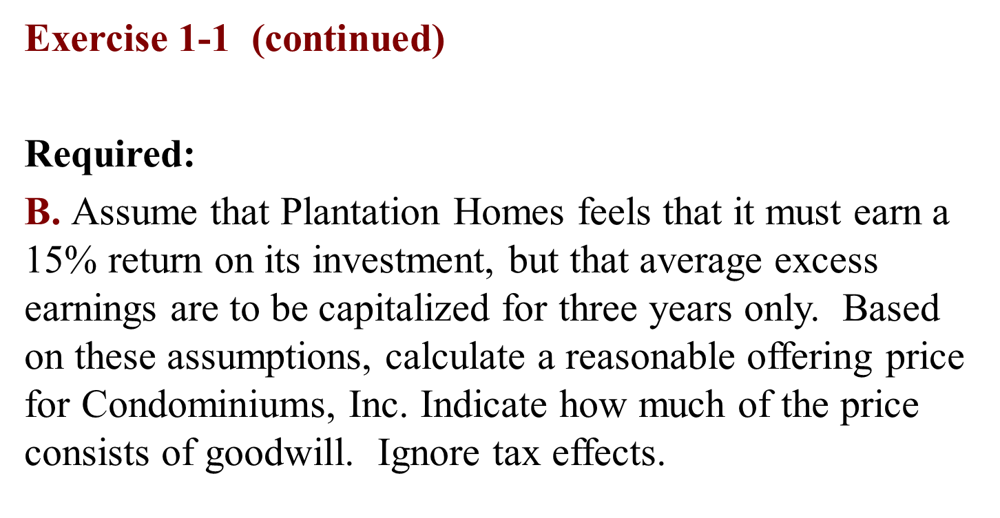 Exercise 1-1 (continued)
Required:
B. Assume that Plantation Homes feels that it must earn a
15% return on its investment, but that average excess
earnings are to be capitalized for three years only. Based
on these assumptions, calculate a reasonable offering price
for Condominiums, Inc. Indicate how much of the price
consists of goodwill. Ignore tax effects.